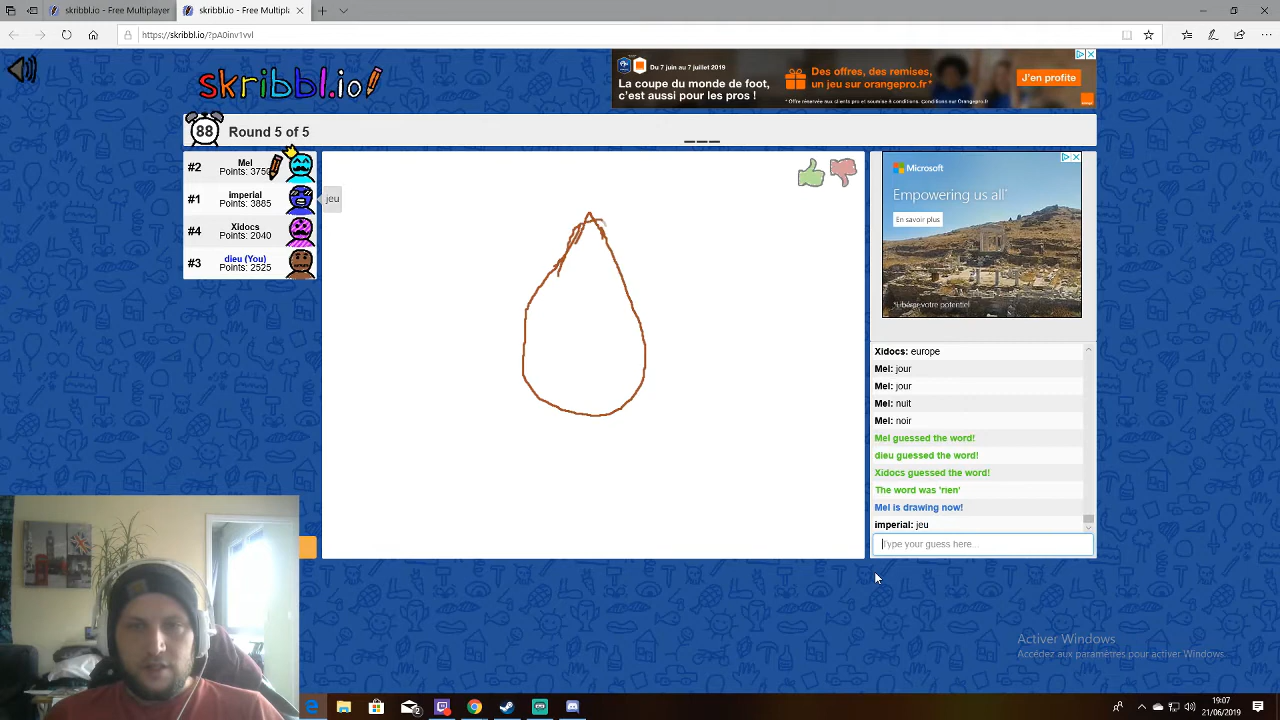 skribbl.io - Free Multiplayer
skribbl.io - Free Multipla
https://skribbl.io/?pA0inv1vvl
skribbl.io
Du 7 juin au 7 juillet 2019
La coupe du monde de foot,
c'est aussi pour les pros !
Des offres, des remises,
un jeu sur orangepro.fr*
J'en profite
88
Round 5 of 5
___
#2
Mel
#1
Imperial
Points: 3885
#4
Xidocs
Points: 2040
#3
dieu (You)
Points: 2525
jeu
Microsoft
Empowering us all*
En savoir plus
*Libérer votre potentiel
Xidocs: europe
Mel: jour
Mel: jour
Mel: nuit
Mel: noir
Mel guessed the word!
dieu guessed the word!
Xidocs guessed the word!
The word was 'rien'
Mel is drawing now!
imperial: jeu
Type your guess here...
Activer Windows
Accédez aux paramètres pour activer Windows.
19:07
21/06/2019